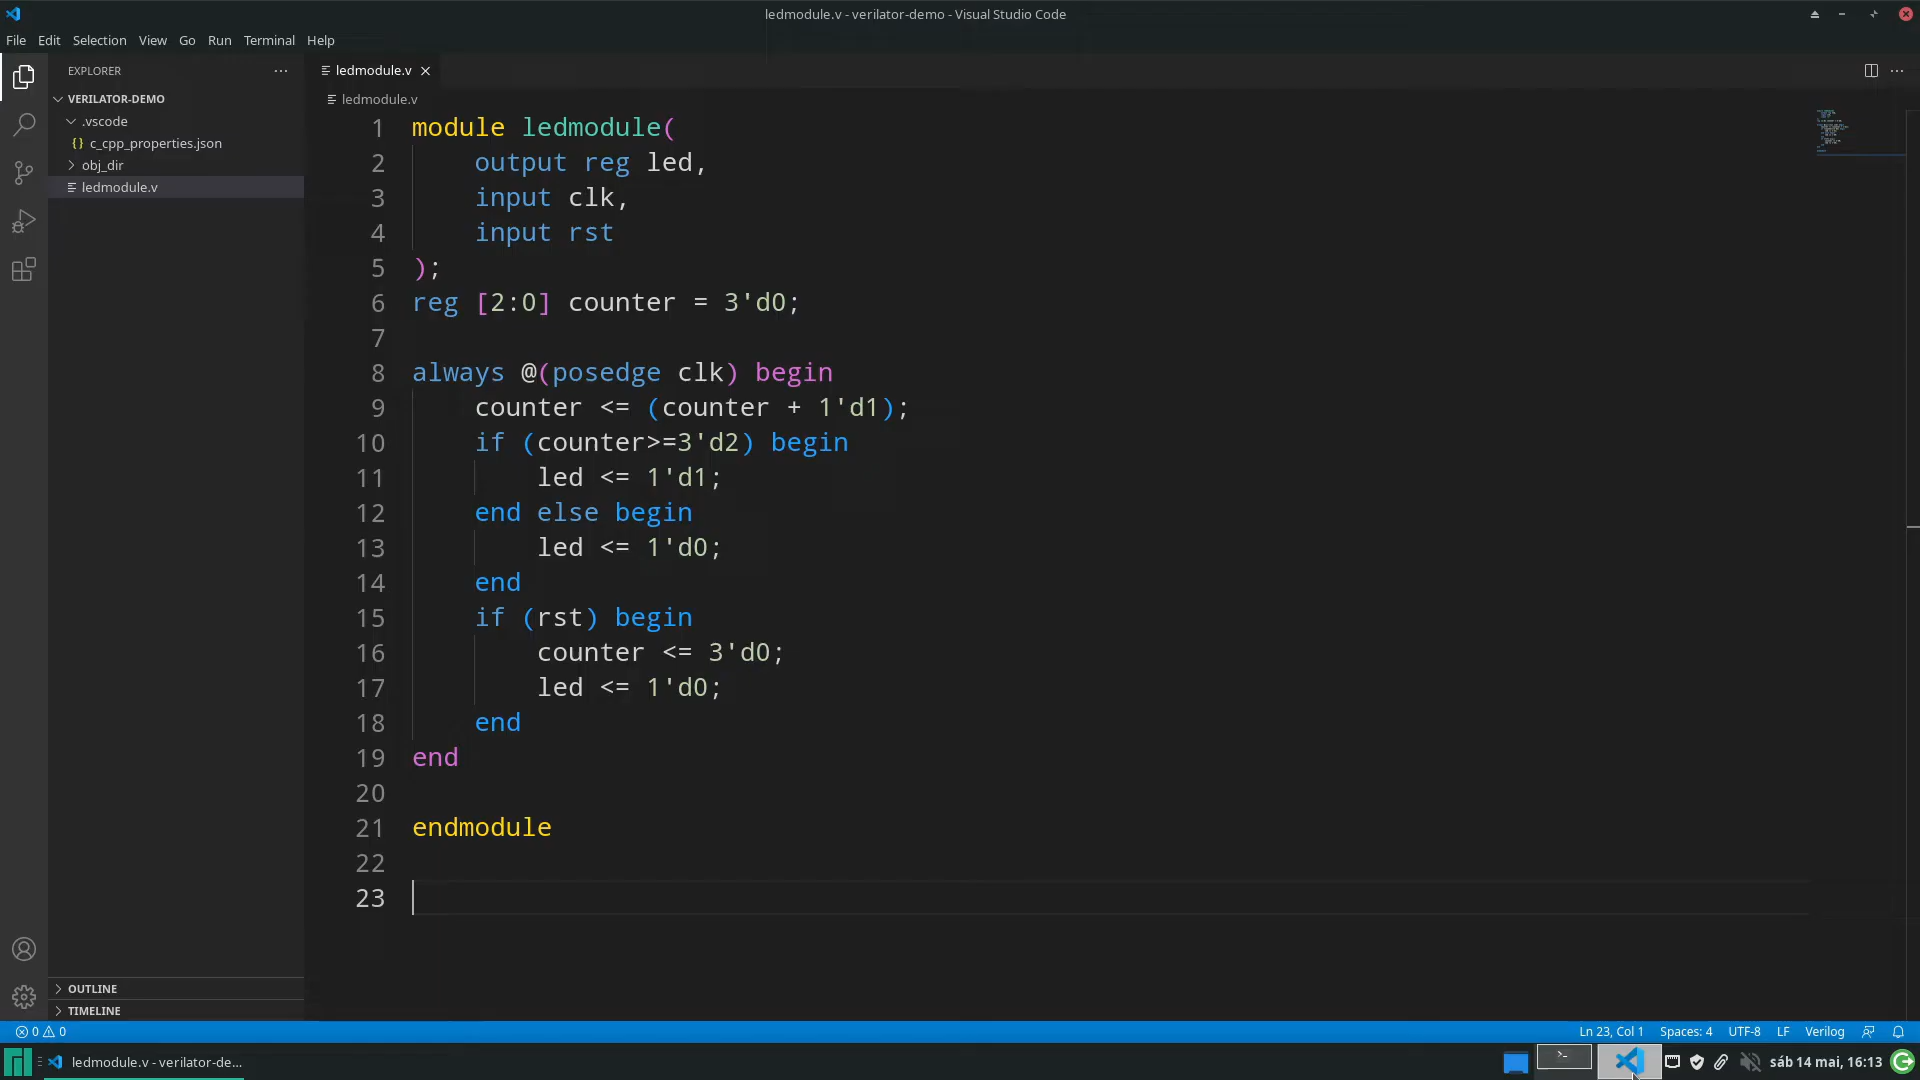 ledmodule.v - verilator-demo - Visual Studio Code
File Edit Selection View Go Run Terminal Help
EXPLORER
VERILATOR-DEMO
.vscode
{} c_cpp_properties.json
obj_dir
ledmodule.v
OUTLINE
TIMELINE
ledmodule.v
ledmodule.v
1 module ledmodule(
2     output reg led,
3     input clk,
4     input rst
5 );
6 reg [2:0] counter = 3'd0;
7
8 always @(posedge clk) begin
9     counter <= (counter + 1'd1);
10     if (counter>=3'd2) begin
11         led <= 1'd1;
12     end else begin
13         led <= 1'd0;
14     end
15     if (rst) begin
16         counter <= 3'd0;
17         led <= 1'd0;
18     end
19 end
20
21 endmodule
22
23
0 0 Ln 23, Col 1 Spaces: 4 UTF-8 LF Verilog
ledmodule.v - verilator-de... sáb 14 mai, 16:13